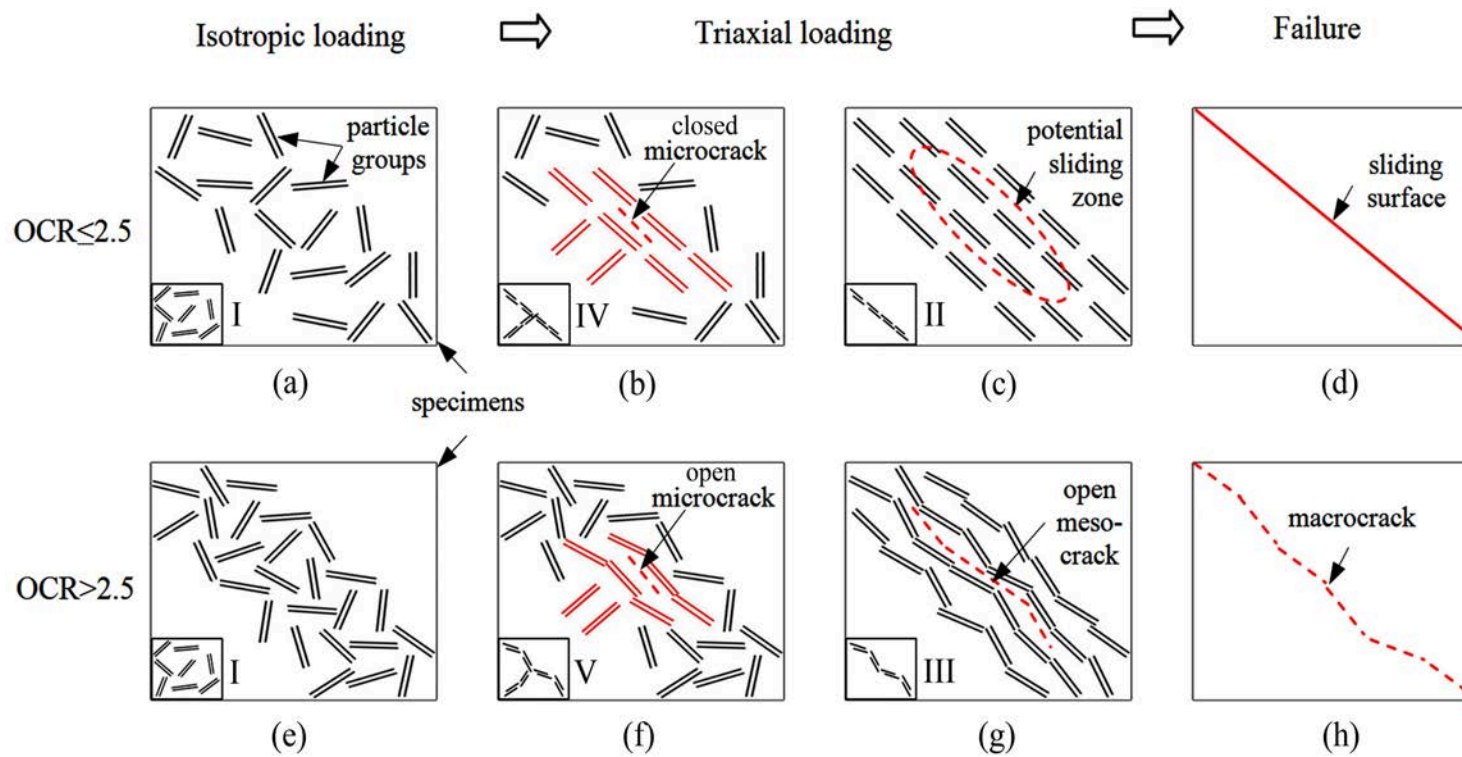 Isotropic loading
Triaxial loading
Failure
OCR≤2.5
particle
groups
I
closed
microcrack
IV
potential
sliding
zone
II
sliding
surface
(a)
(b)
(c)
(d)
specimens
OCR>2.5
I
open
microcrack
V
open
meso-
crack
III
macrocrack
(e)
(f)
(g)
(h)